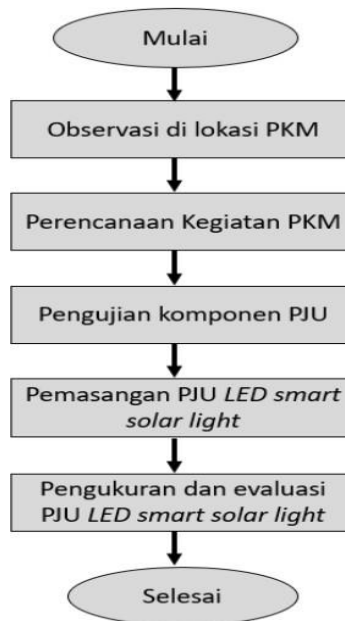 Mulai
Observasi di lokasi PKM
Perencanaan Kegiatan PKM
Pengujian komponen PJU
Pemasangan PJU LED smart
solar light
Pengukuran dan evaluasi
PJU LED smart solar light
Selesai